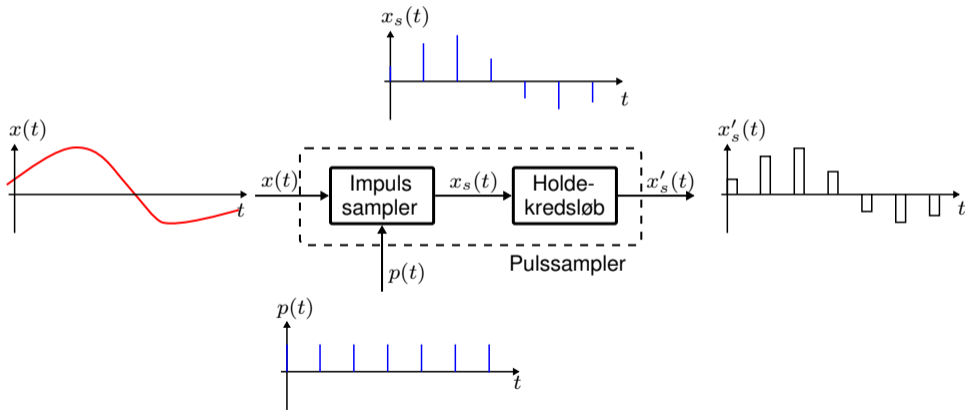 x_s(t)
t
x(t)
t
x(t)
Impuls
sampler
x_s(t)
Holde-
kredsløb
x'_s(t)
Pulssampler
p(t)
x'_s(t)
t
p(t)
t